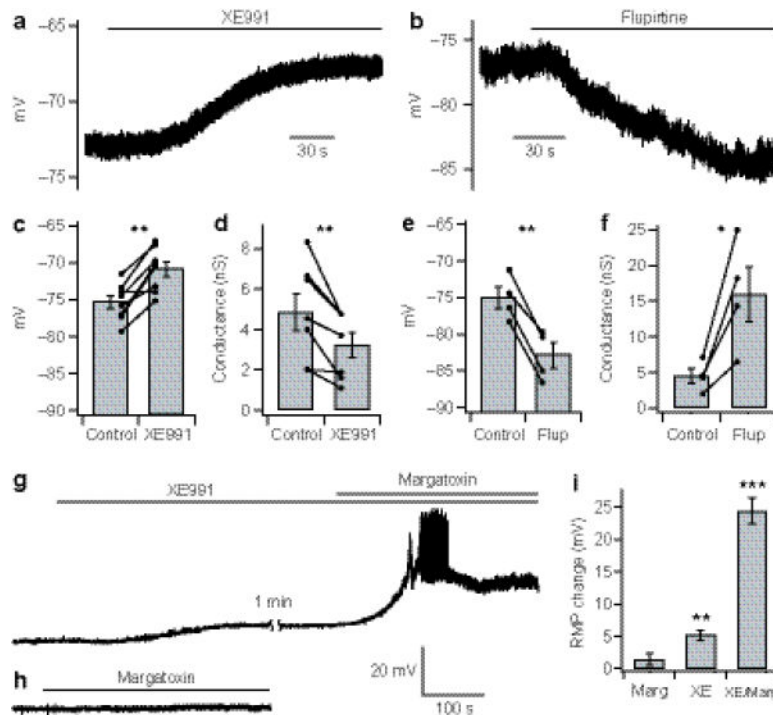 a
XE991
−65
−70
−75
mV
30 s
b
Flupirtine
−75
−80
−85
mV
30 s
c
−65
−70
−75
−80
−85
−90
mV
**
Control XE991
d
8
6
4
2
0
Conductance (nS)
**
Control XE991
e
−65
−70
−75
−80
−85
−90
mV
**
Control Flup
f
25
20
15
10
5
0
Conductance (nS)
*
Control Flup
g
XE991
Margatoxin
1 min
20 mV
100 s
h
Margatoxin
i
25
20
15
10
5
0
RMP change (mV)
**
***
Marg XE XE/Marg